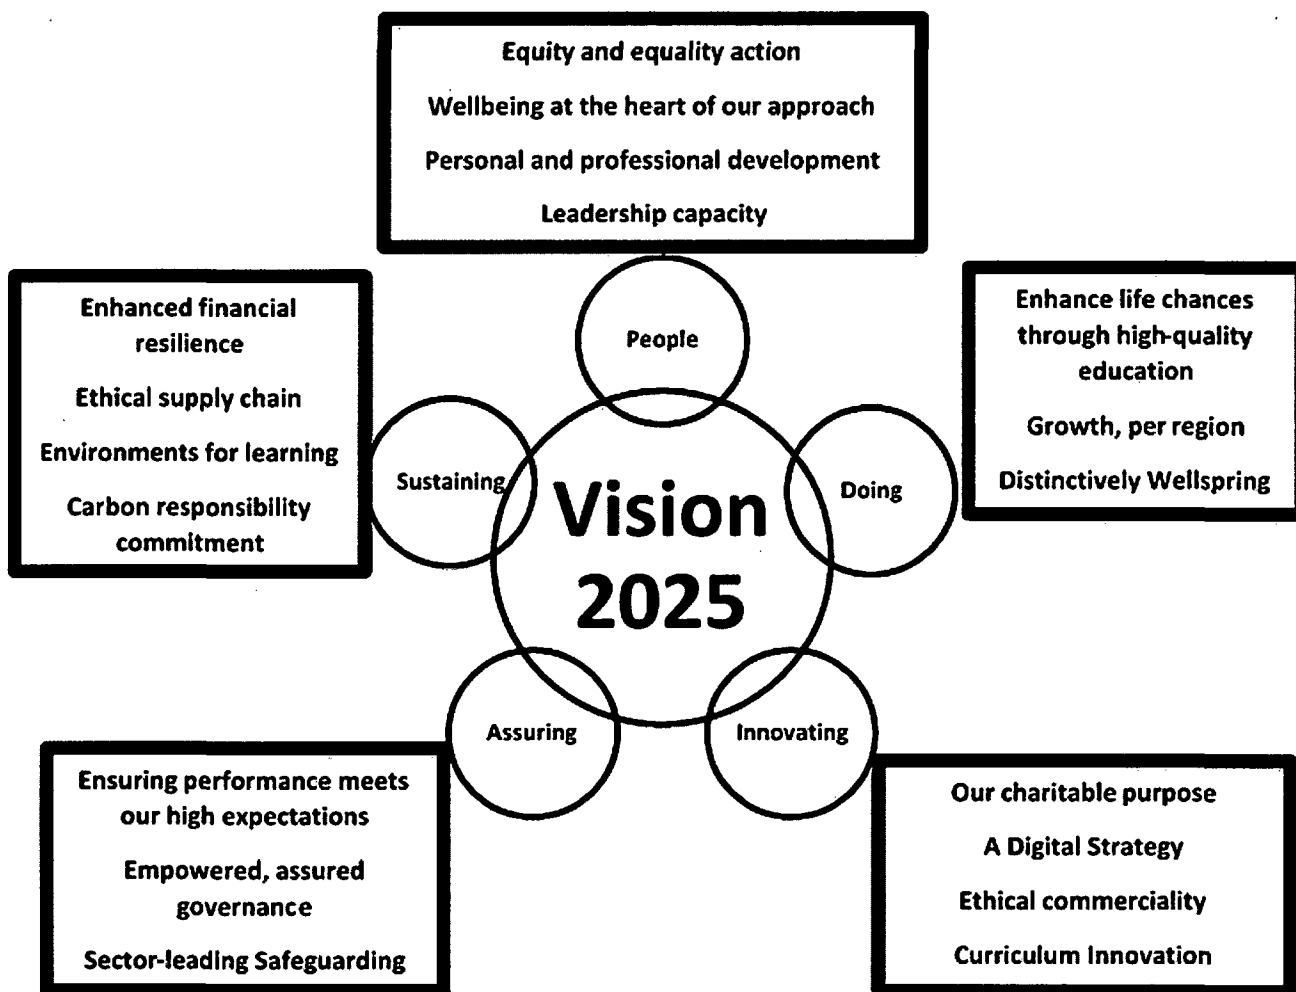 Equity and equality action
Wellbeing at the heart of our approach
Personal and professional development
Leadership capacity
People
Enhanced financial
resilience
Ethical supply chain
Environments for learning
Carbon responsibility
commitment
Sustaining
Vision
2025
Doing
Enhance life chances
through high-quality
education
Growth, per region
Distinctively Wellspring
Assuring
Innovating
Ensuring performance meets
our high expectations
Empowered, assured
governance
Sector-leading Safeguarding
Our charitable purpose
A Digital Strategy
Ethical commerciality
Curriculum Innovation